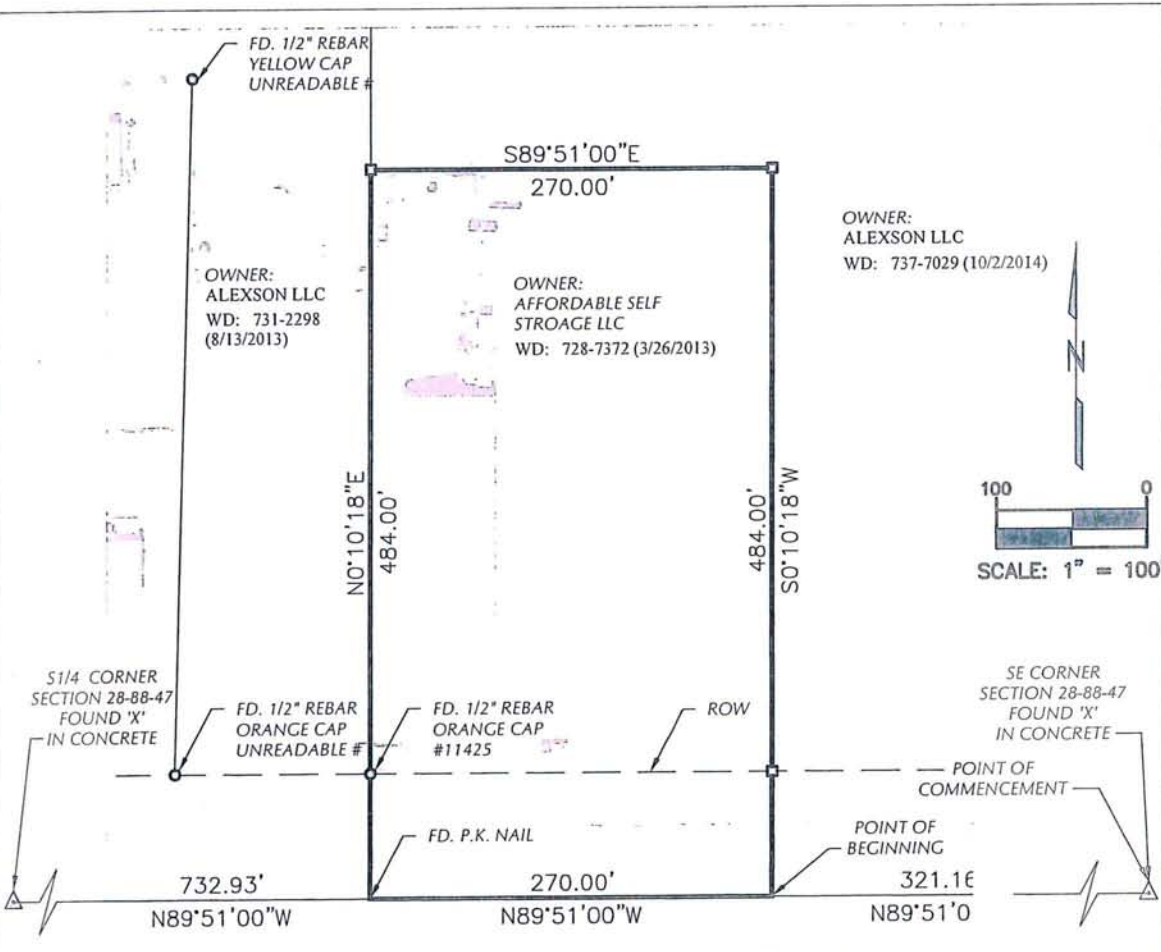 FD. 1/2" REBAR
YELLOW CAP
UNREADABLE #
S89°51'00"E
270.00'
OWNER:
ALEXSON LLC
WD: 737-7029 (10/2/2014)
OWNER:
ALEXSON LLC
WD: 731-2298
(8/13/2013)
OWNER:
AFFORDABLE SELF
STROAGE LLC
WD: 728-7372 (3/26/2013)
N
N0°10'18"E
484.00'
484.00'
S0°10'18"W
100
0
SCALE: 1" = 100
S1/4 CORNER
SECTION 28-88-47
FOUND 'X'
IN CONCRETE
FD. 1/2" REBAR
ORANGE CAP
UNREADABLE #
FD. 1/2" REBAR
ORANGE CAP
#11425
ROW
SE CORNER
SECTION 28-88-47
FOUND 'X'
IN CONCRETE
POINT OF
COMMENCEMENT
FD. P.K. NAIL
POINT OF
BEGINNING
732.93'
N89°51'00"W
270.00'
N89°51'00"W
321.16
N89°51'0